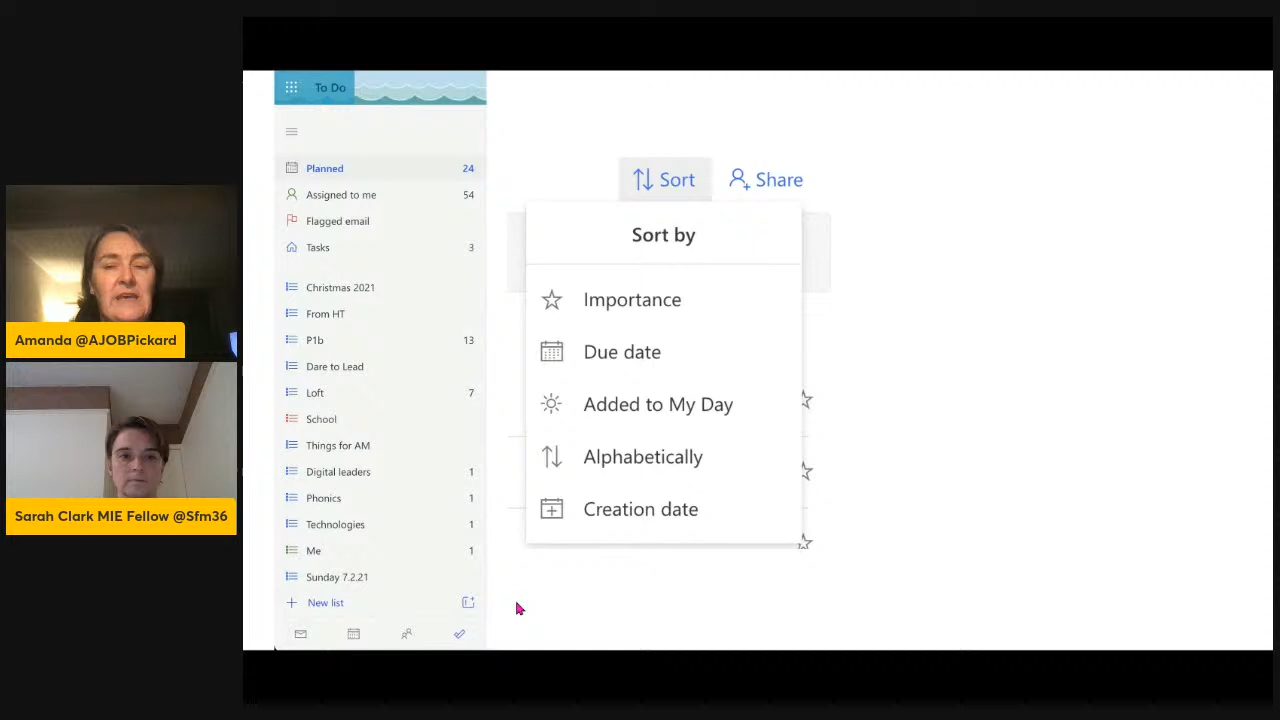 To Do
Planned 24
Assigned to me 54
Flagged email
Tasks 3
Christmas 2021
From HT
P1b 13
Dare to Lead
Loft 7
School
Things for AM
Digital leaders 1
Phonics 1
Technologies 1
Me 1
Sunday 7.2.21
New list
Sort Share
Sort by
Importance
Due date
Added to My Day
Alphabetically
Creation date
Amanda @AJOBPickard
Sarah Clark MIE Fellow @Sfm36